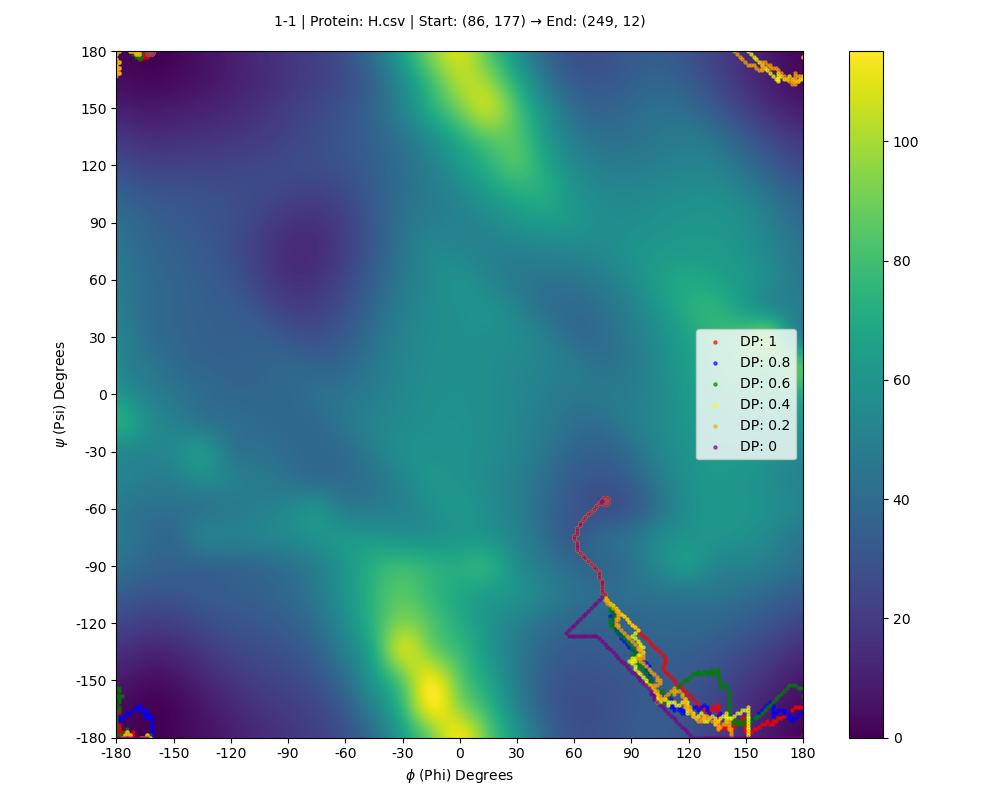 1-1 | Protein: H.csv | Start: (86, 177) → End: (249, 12)
180
150
120
90
60
30
0
-30
-60
-90
-120
-150
-180
ψ (Psi) Degrees
-180 -150 -120 -90 -60 -30 0 30 60 90 120 150 180
ϕ (Phi) Degrees
DP: 1
DP: 0.8
DP: 0.6
DP: 0.4
DP: 0.2
DP: 0
100
80
60
40
20
0